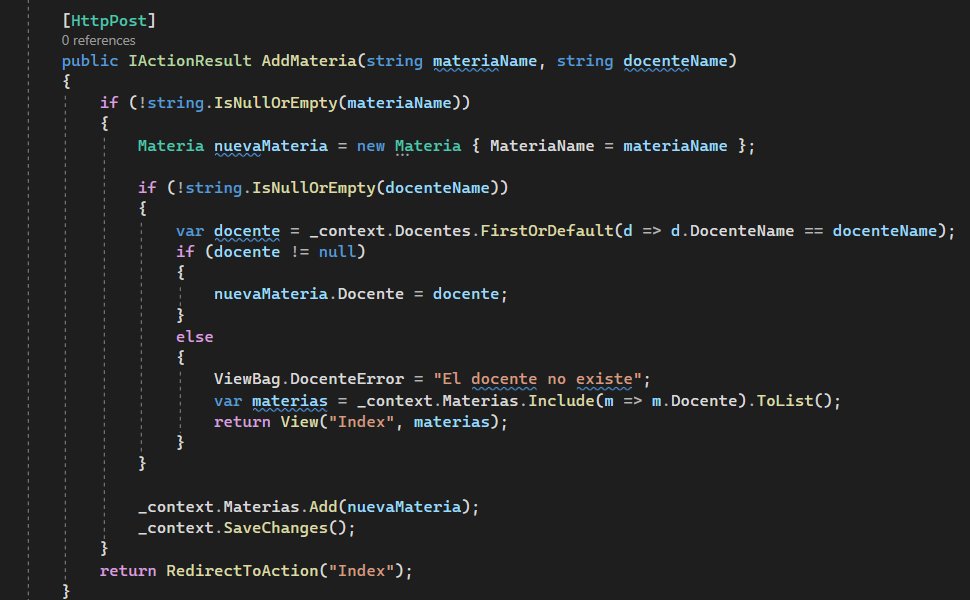 [HttpPost]
0 references
public IActionResult AddMateria(string materiaName, string docenteName)
{
if (!string.IsNullOrEmpty(materiaName))
{
Materia nuevaMateria = new Materia { MateriaName = materiaName };
if (!string.IsNullOrEmpty(docenteName))
{
var docente = _context.Docentes.FirstOrDefault(d => d.DocenteName == docenteName);
if (docente != null)
{
nuevaMateria.Docente = docente;
}
else
{
ViewBag.DocenteError = "El docente no existe";
var materias = _context.Materias.Include(m => m.Docente).ToList();
return View("Index", materias);
}
}
_context.Materias.Add(nuevaMateria);
_context.SaveChanges();
}
return RedirectToAction("Index");
}